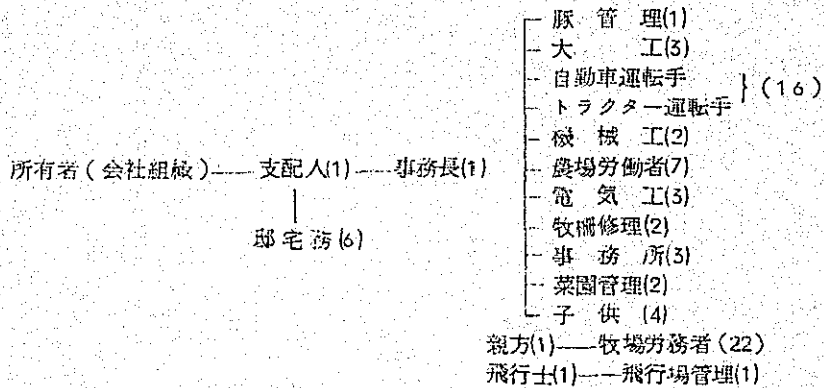 豚管理(1)
大工(3)
自動車運転手
トラクター運転手
(16)
機械工(2)
所有者(会社組織)—支配人(1)—事務長(1)
農場労働者(7)
電気工(3)
邸宅務(6)
牧柵修理(2)
事務所(3)
菜園管理(2)
子供(4)
親方(1)—牧場労務者(22)
飛行士(1)—飛行場管理(1)